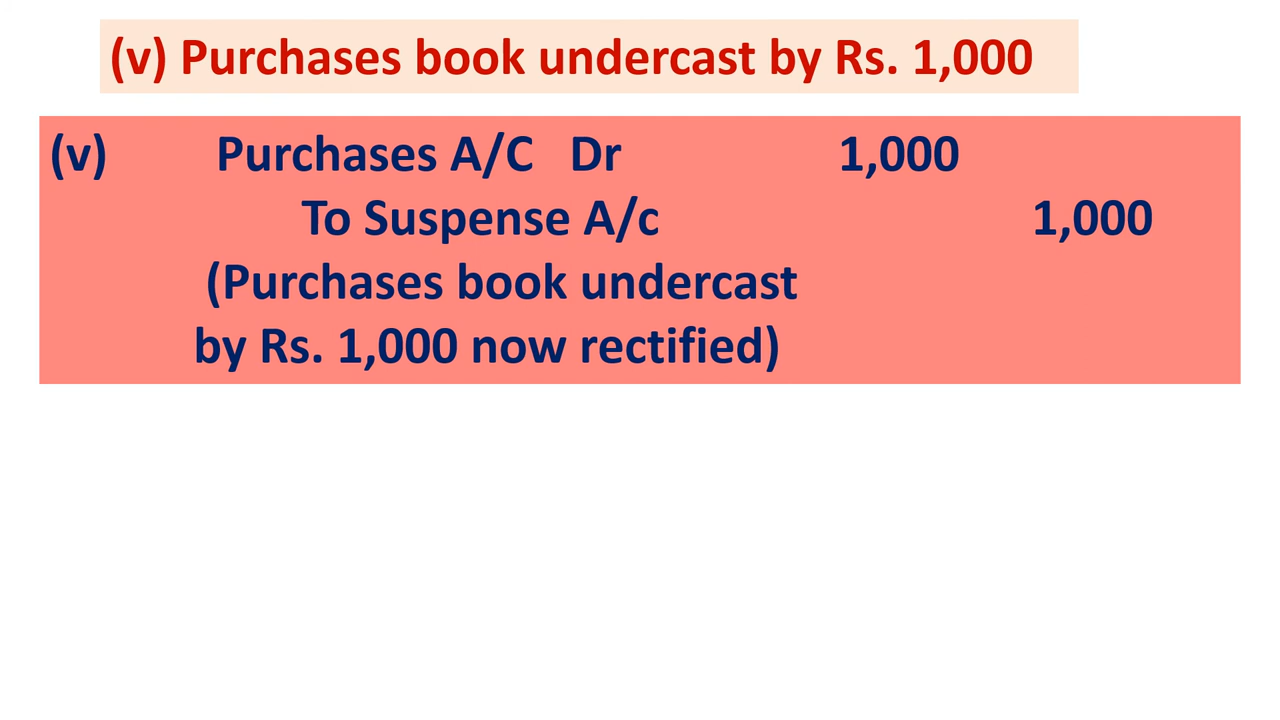 (v) Purchases book undercast by Rs. 1,000
(v) Purchases A/C Dr 1,000
To Suspense A/c 1,000
(Purchases book undercast
by Rs. 1,000 now rectified)